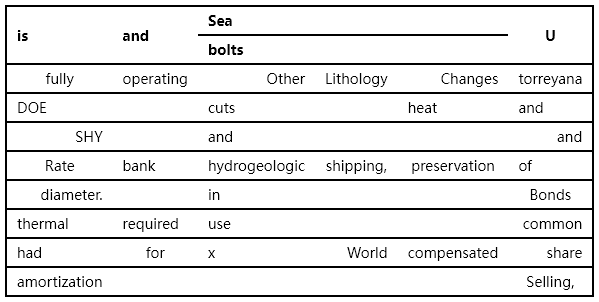 Sea
is and U
bolts
fully operating Other Lithology Changes torreyana
DOE cuts heat and
SHY and and
Rate bank hydrogeologic shipping, preservation of
diameter. in Bonds
thermal required use common
had for x World compensated share
amortization Selling,